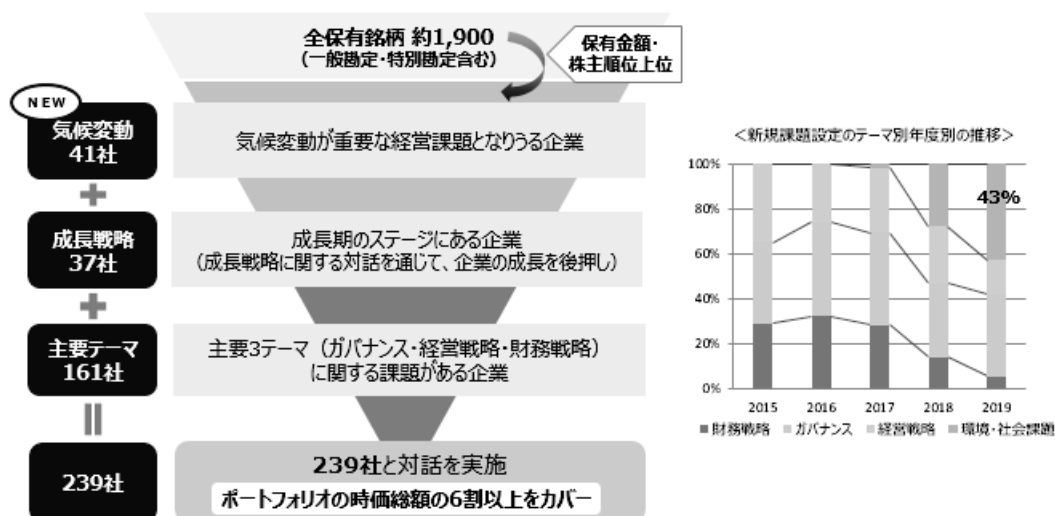 全保有銘柄 約1,900
（一般勘定・特別勘定含む）
保有金額・
株主順位上位
NEW
気候変動
41社
気候変動が重要な経営課題となりうる企業
+
成長戦略
37社
成長期のステージにある企業
（成長戦略に関する対話を通じて、企業の成長を後押し）
+
主要テーマ
161社
主要3テーマ（ガバナンス・経営戦略・財務戦略）
に関する課題がある企業
239社
239社と対話を実施
ポートフォリオの時価総額の6割以上をカバー
＜新規課題設定のテーマ別年度別の推移＞
100%
80%
60%
40%
20%
0%
43%
2015 2016 2017 2018 2019
■財務戦略 ■ガバナンス ■経営戦略 ■環境・社会課題